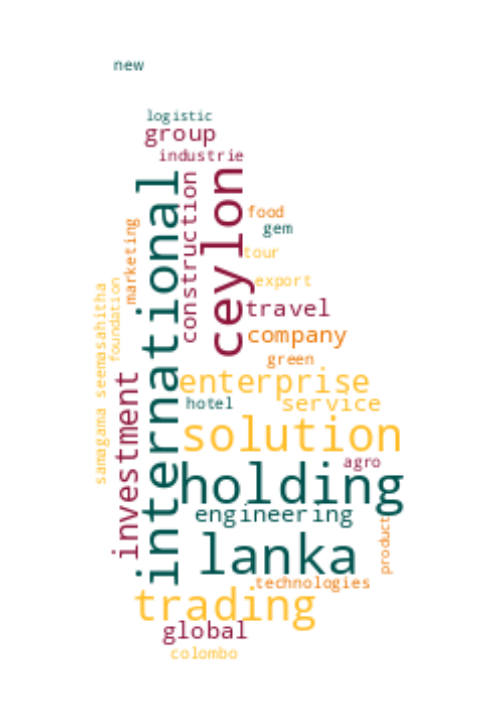 new
logistic
group
industrie
international
construction
ceylon
food
gem
marketing
tour
foundation
export
samagama seemasahitha
travel
company
green
investment
enterprise
hotel
service
solution
agro
holding
engineering
product
lanka
technologies
trading
global
colombo